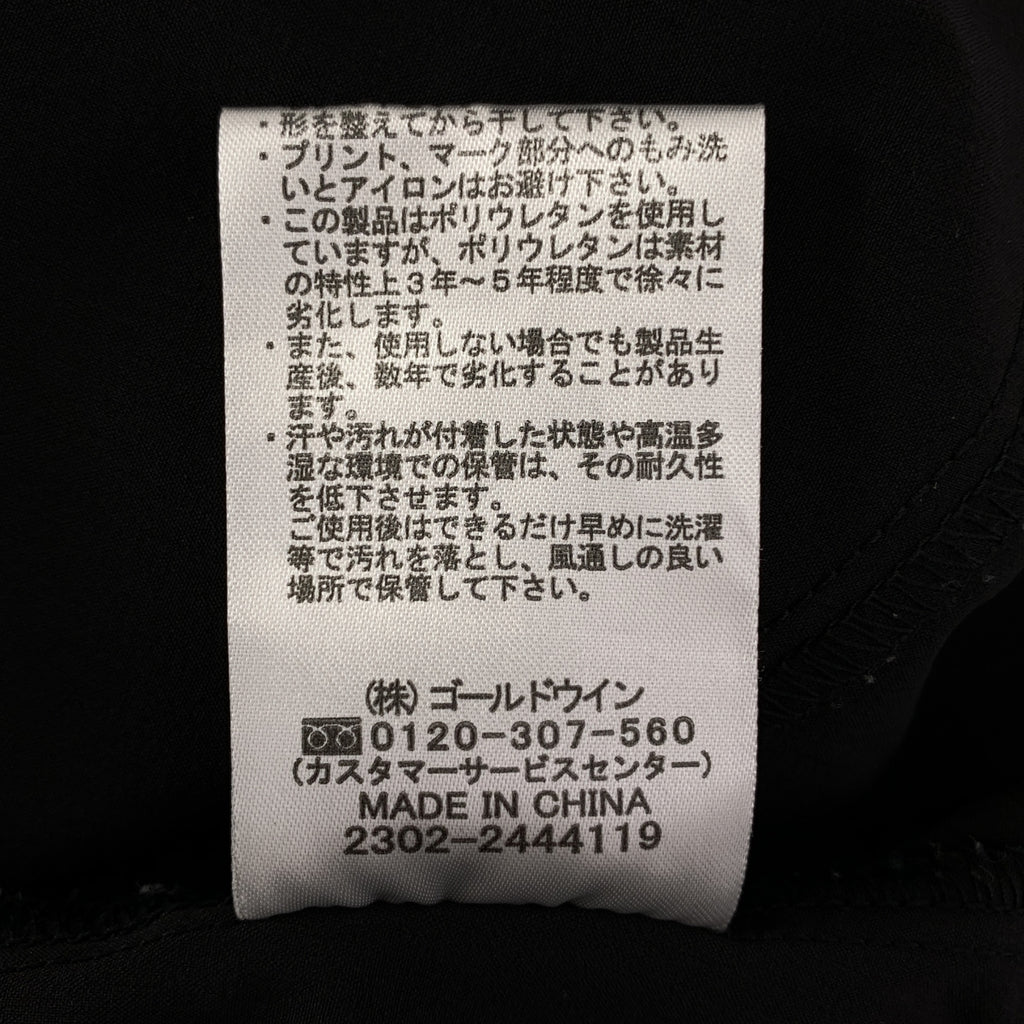 ・形を整えてから干して下さい。
・プリント、マーク部分へのもみ洗
いとアイロンはお避け下さい。
・この製品はポリウレタンを使用し
ていますが、ポリウレタンは素材
の特性上3年～5年程度で徐々に
劣化します。
・また、使用しない場合でも製品生
産後、数年で劣化することがあり
ます。
・汗や汚れが付着した状態や高温多
湿な環境での保管は、その耐久性
を低下させます。
ご使用後はできるだけ早めに洗濯
等で汚れを落とし、風通しの良い
場所で保管して下さい。
(株)ゴールドウイン
0120-307-560
(カスタマーサービスセンター)
MADE IN CHINA
2302-2444119